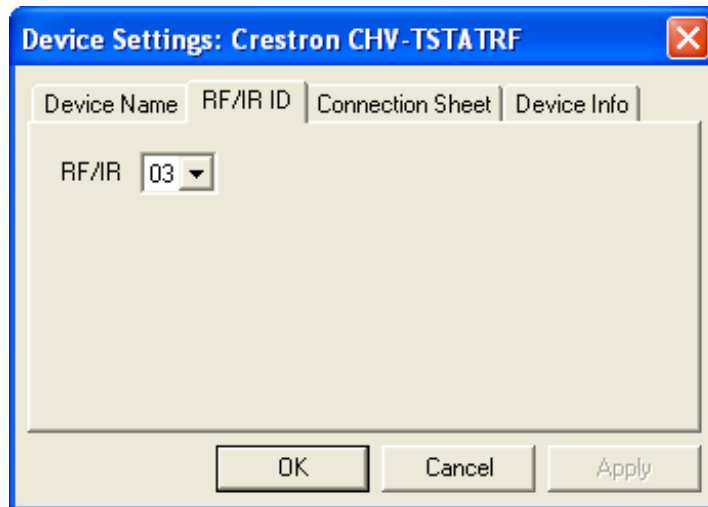 Device Settings: Crestron CHV-TSTATRF
Device Name RF/IR ID Connection Sheet Device Info
RF/IR 03
OK Cancel Apply